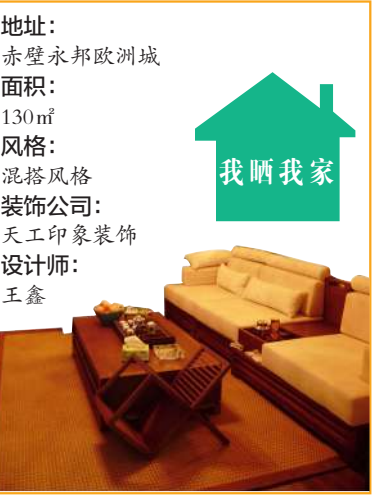 地址：
赤壁永邦欧洲城
面积：
130㎡
风格：
混搭风格
装饰公司：
天工印象装饰
设计师：
王鑫
我晒我家